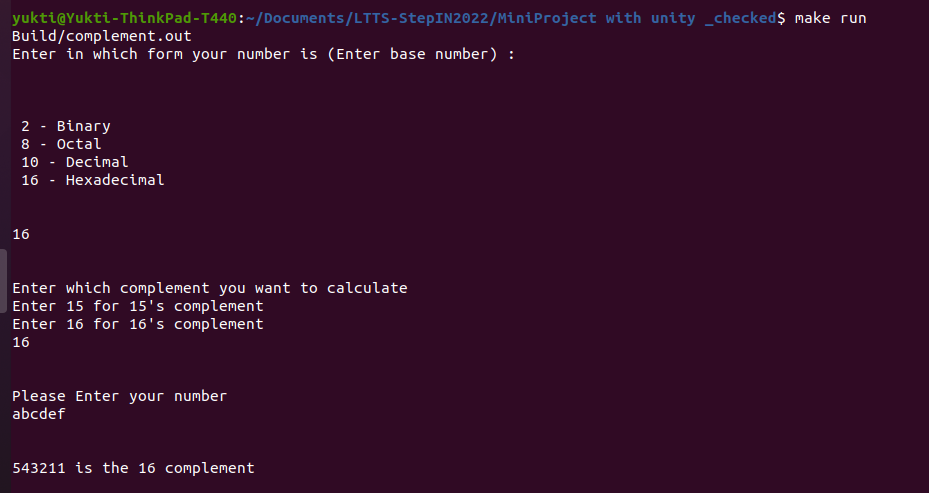 yukti@Yukti-ThinkPad-T440:~/Documents/LTTS-StepIN2022/MiniProject with unity _checked$ make run
Build/complement.out
Enter in which form your number is (Enter base number) :
2 - Binary
8 - Octal
10 - Decimal
16 - Hexadecimal
16
Enter which complement you want to calculate
Enter 15 for 15's complement
Enter 16 for 16's complement
16
Please Enter your number
abcdef
543211 is the 16 complement